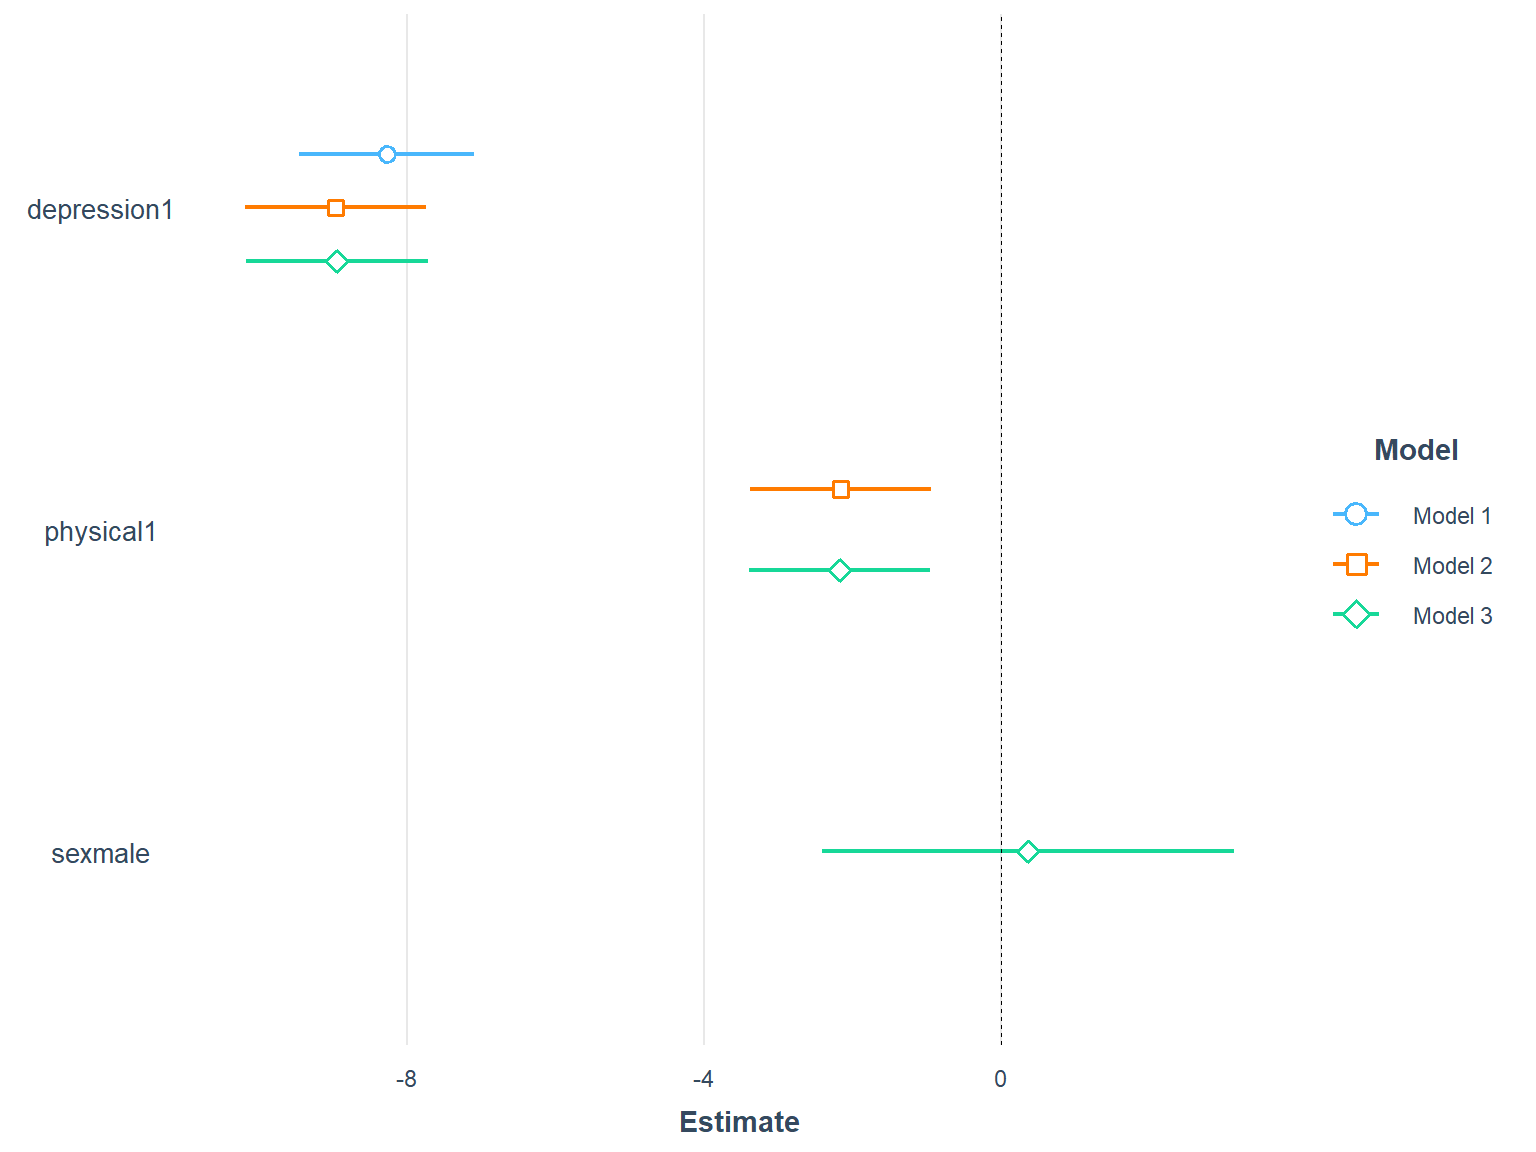 depression1
physical1
sexmale
-8
-4
0
Estimate
Model
Model 1
Model 2
Model 3